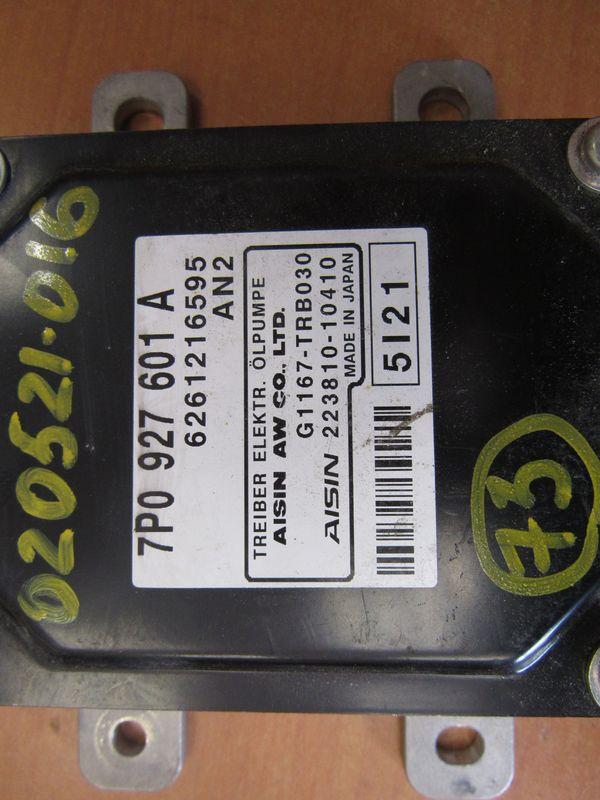 020521-016
7P0 927 601 A
6261216595
AN2
TREIBER ELEKTR. ÖLPUMPE
AISIN AW CO., LTD.
G1167-TRB030
AISIN 223810-10410
MADE IN JAPAN
5I21
73